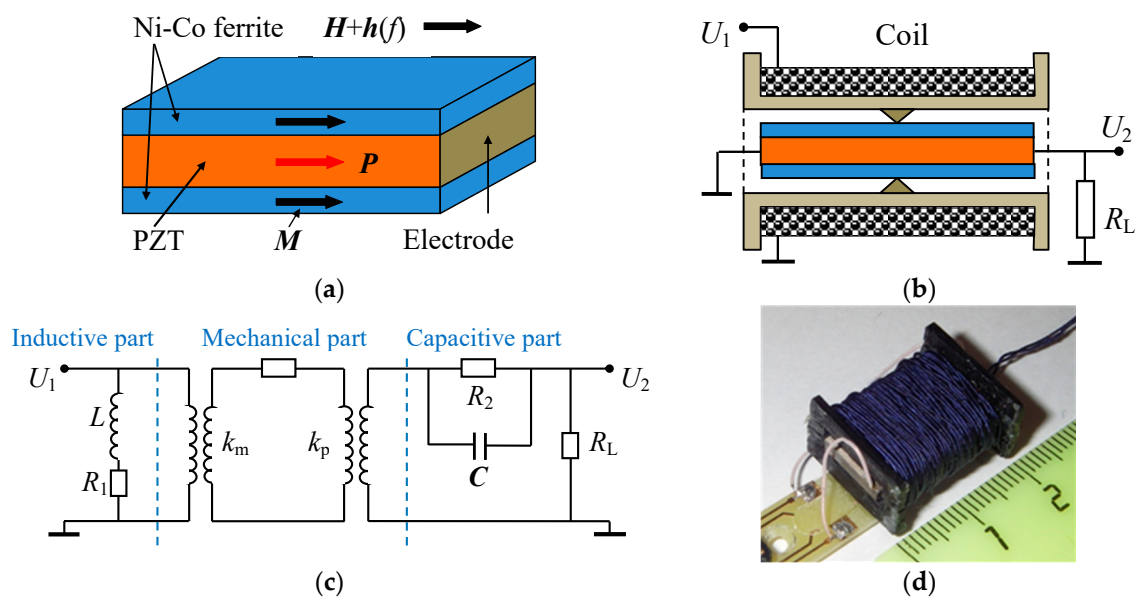 Ni-Co ferrite
H+h(f)
P
PZT
M
Electrode
(a)
U1
Coil
U2
RL
(b)
Inductive part
Mechanical part
Capacitive part
U1
L
R1
km
kp
R2
C
RL
U2
(c)
1
2
(d)